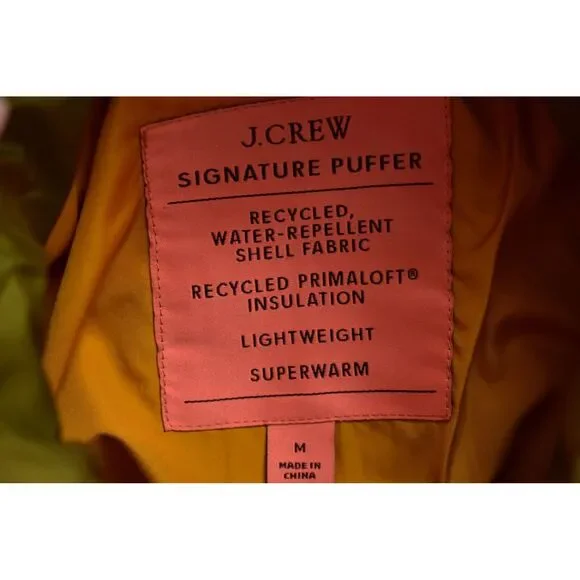 J.CREW
SIGNATURE PUFFER
RECYCLED,
WATER-REPELLENT
SHELL FABRIC
RECYCLED PRIMALOFT®
INSULATION
LIGHTWEIGHT
SUPERWARM
M
MADE IN
CHINA